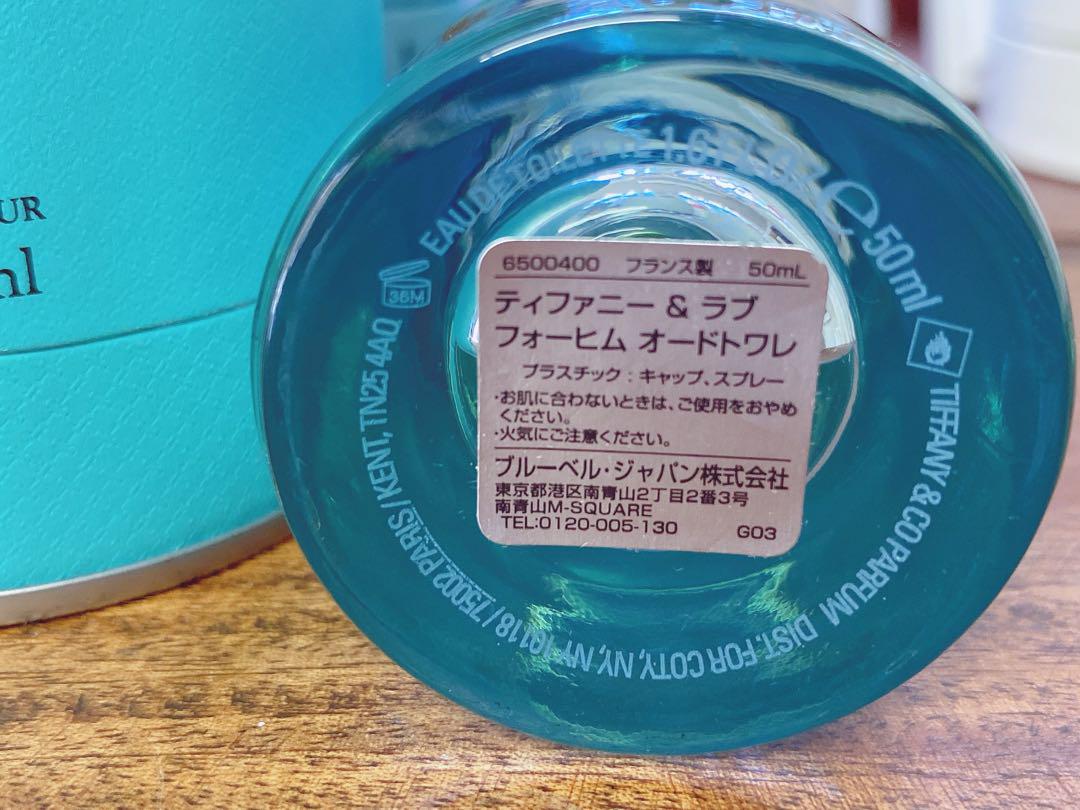 UR
ml
EAU DE TOILETTE 1.6 FL.OZ e 50ml
TIFFANY & CO PARFUM DIST. FOR COTY, NY, NY 10118 / 75002 PARIS / KENT, TN25 4AQ
36M
6500400 フランス製 50mL
ティファニー & ラブ
フォーヒム オードトワレ
プラスチック : キャップ、スプレー
・お肌に合わないときは、ご使用をおやめ
ください。
・火気にご注意ください。
ブルーベル・ジャパン株式会社
東京都港区南青山2丁目2番3号
南青山M-SQUARE
TEL:0120-005-130 G03